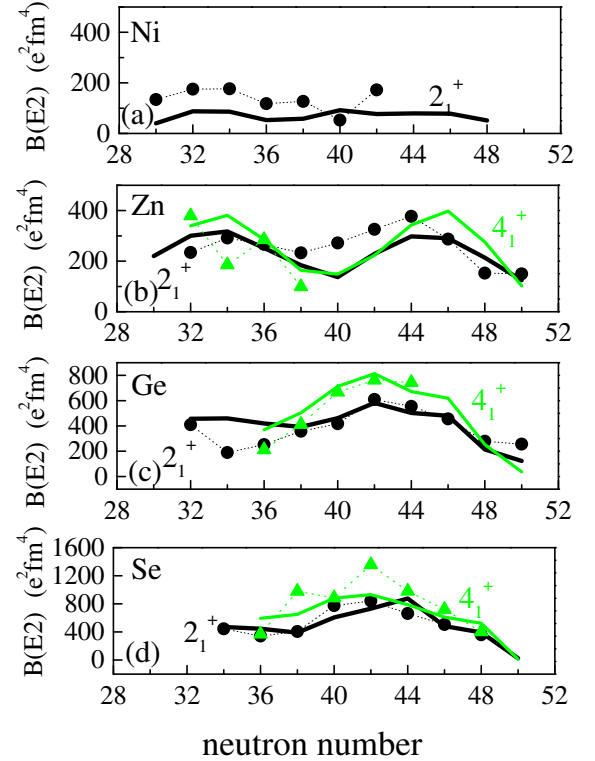 Ni
B(E2) (e²fm⁴)
400
200
0
(a)
2₁⁺
28 32 36 40 44 48 52
Zn
B(E2) (e²fm⁴)
400
200
0
(b)
2₁⁺
4₁⁺
28 32 36 40 44 48 52
Ge
B(E2) (e²fm⁴)
800
600
400
200
0
(c)
2₁⁺
4₁⁺
28 32 36 40 44 48 52
Se
B(E2) (e²fm⁴)
1600
1200
800
400
0
(d)
2₁⁺
4₁⁺
28 32 36 40 44 48 52
neutron number